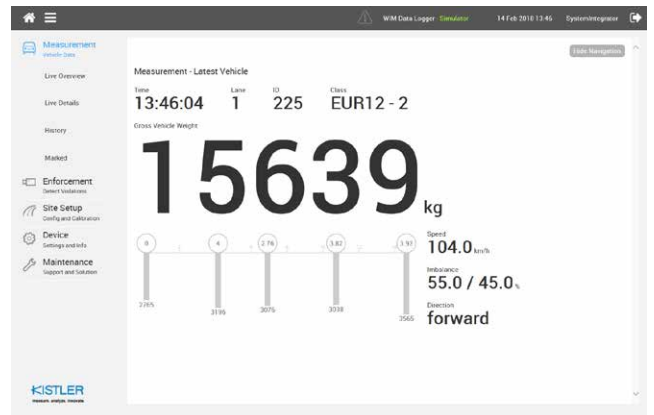 WIM Data Logger Simulator 14 Feb 2018 13:46 SystemIntegrator
Measurement
Vehicle Data
Hide Navigation
Live Overview
Live Details
History
Marked
Enforcement
Detect Violations
Site Setup
Config and Calibration
Device
Settings and Info
Maintenance
Support and Solution
Measurement - Latest Vehicle
Time Lane ID Class
13:46:04 1 225 EUR12 - 2
Gross Vehicle Weight
15639 kg
0 4 2.76 3.82 3.97
3196 3075 3038 3565
Speed
104.0 km/h
Imbalance
55.0 / 45.0 %
Direction
forward
KISTLER
measure. analyze. innovate.